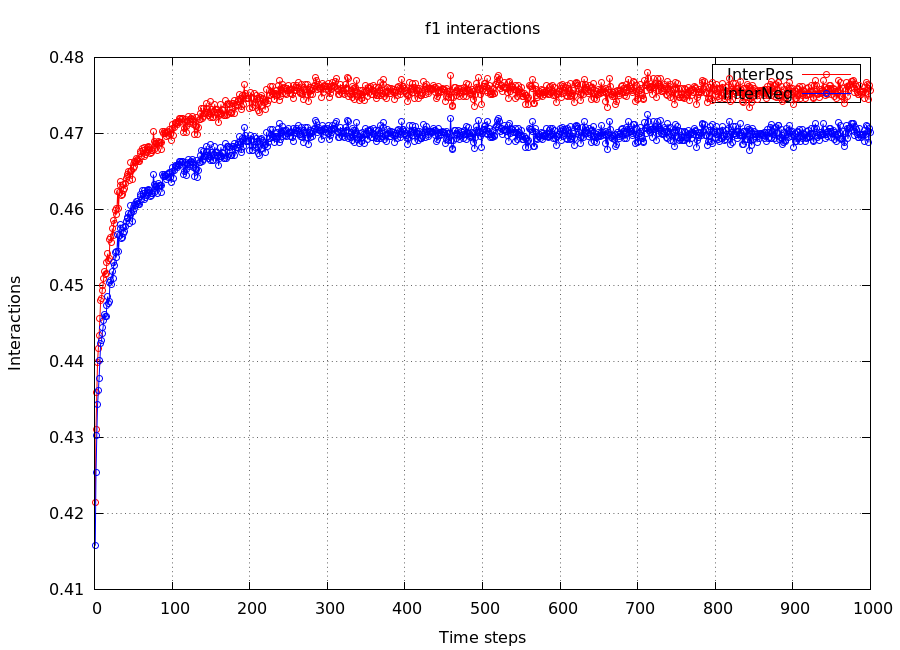 f1 interactions
0.48
0.47
0.46
0.45
0.44
0.43
0.42
0.41
Interactions
InterPos
InterNeg
0 100 200 300 400 500 600 700 800 900 1000
Time steps